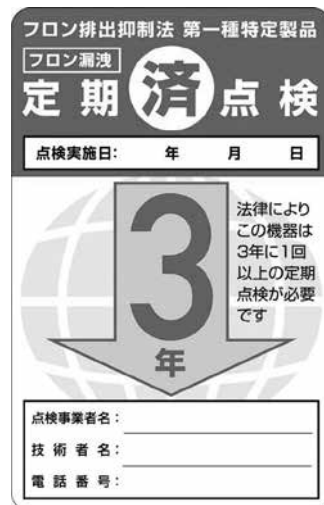 フロン排出抑制法 第一種特定製品
フロン漏洩
定期済点検
点検実施日: 年 月 日
法律により
この機器は
3年に1回
以上の定期
点検が必要
です
3
年
点検事業者名:
技術者名:
電話番号: